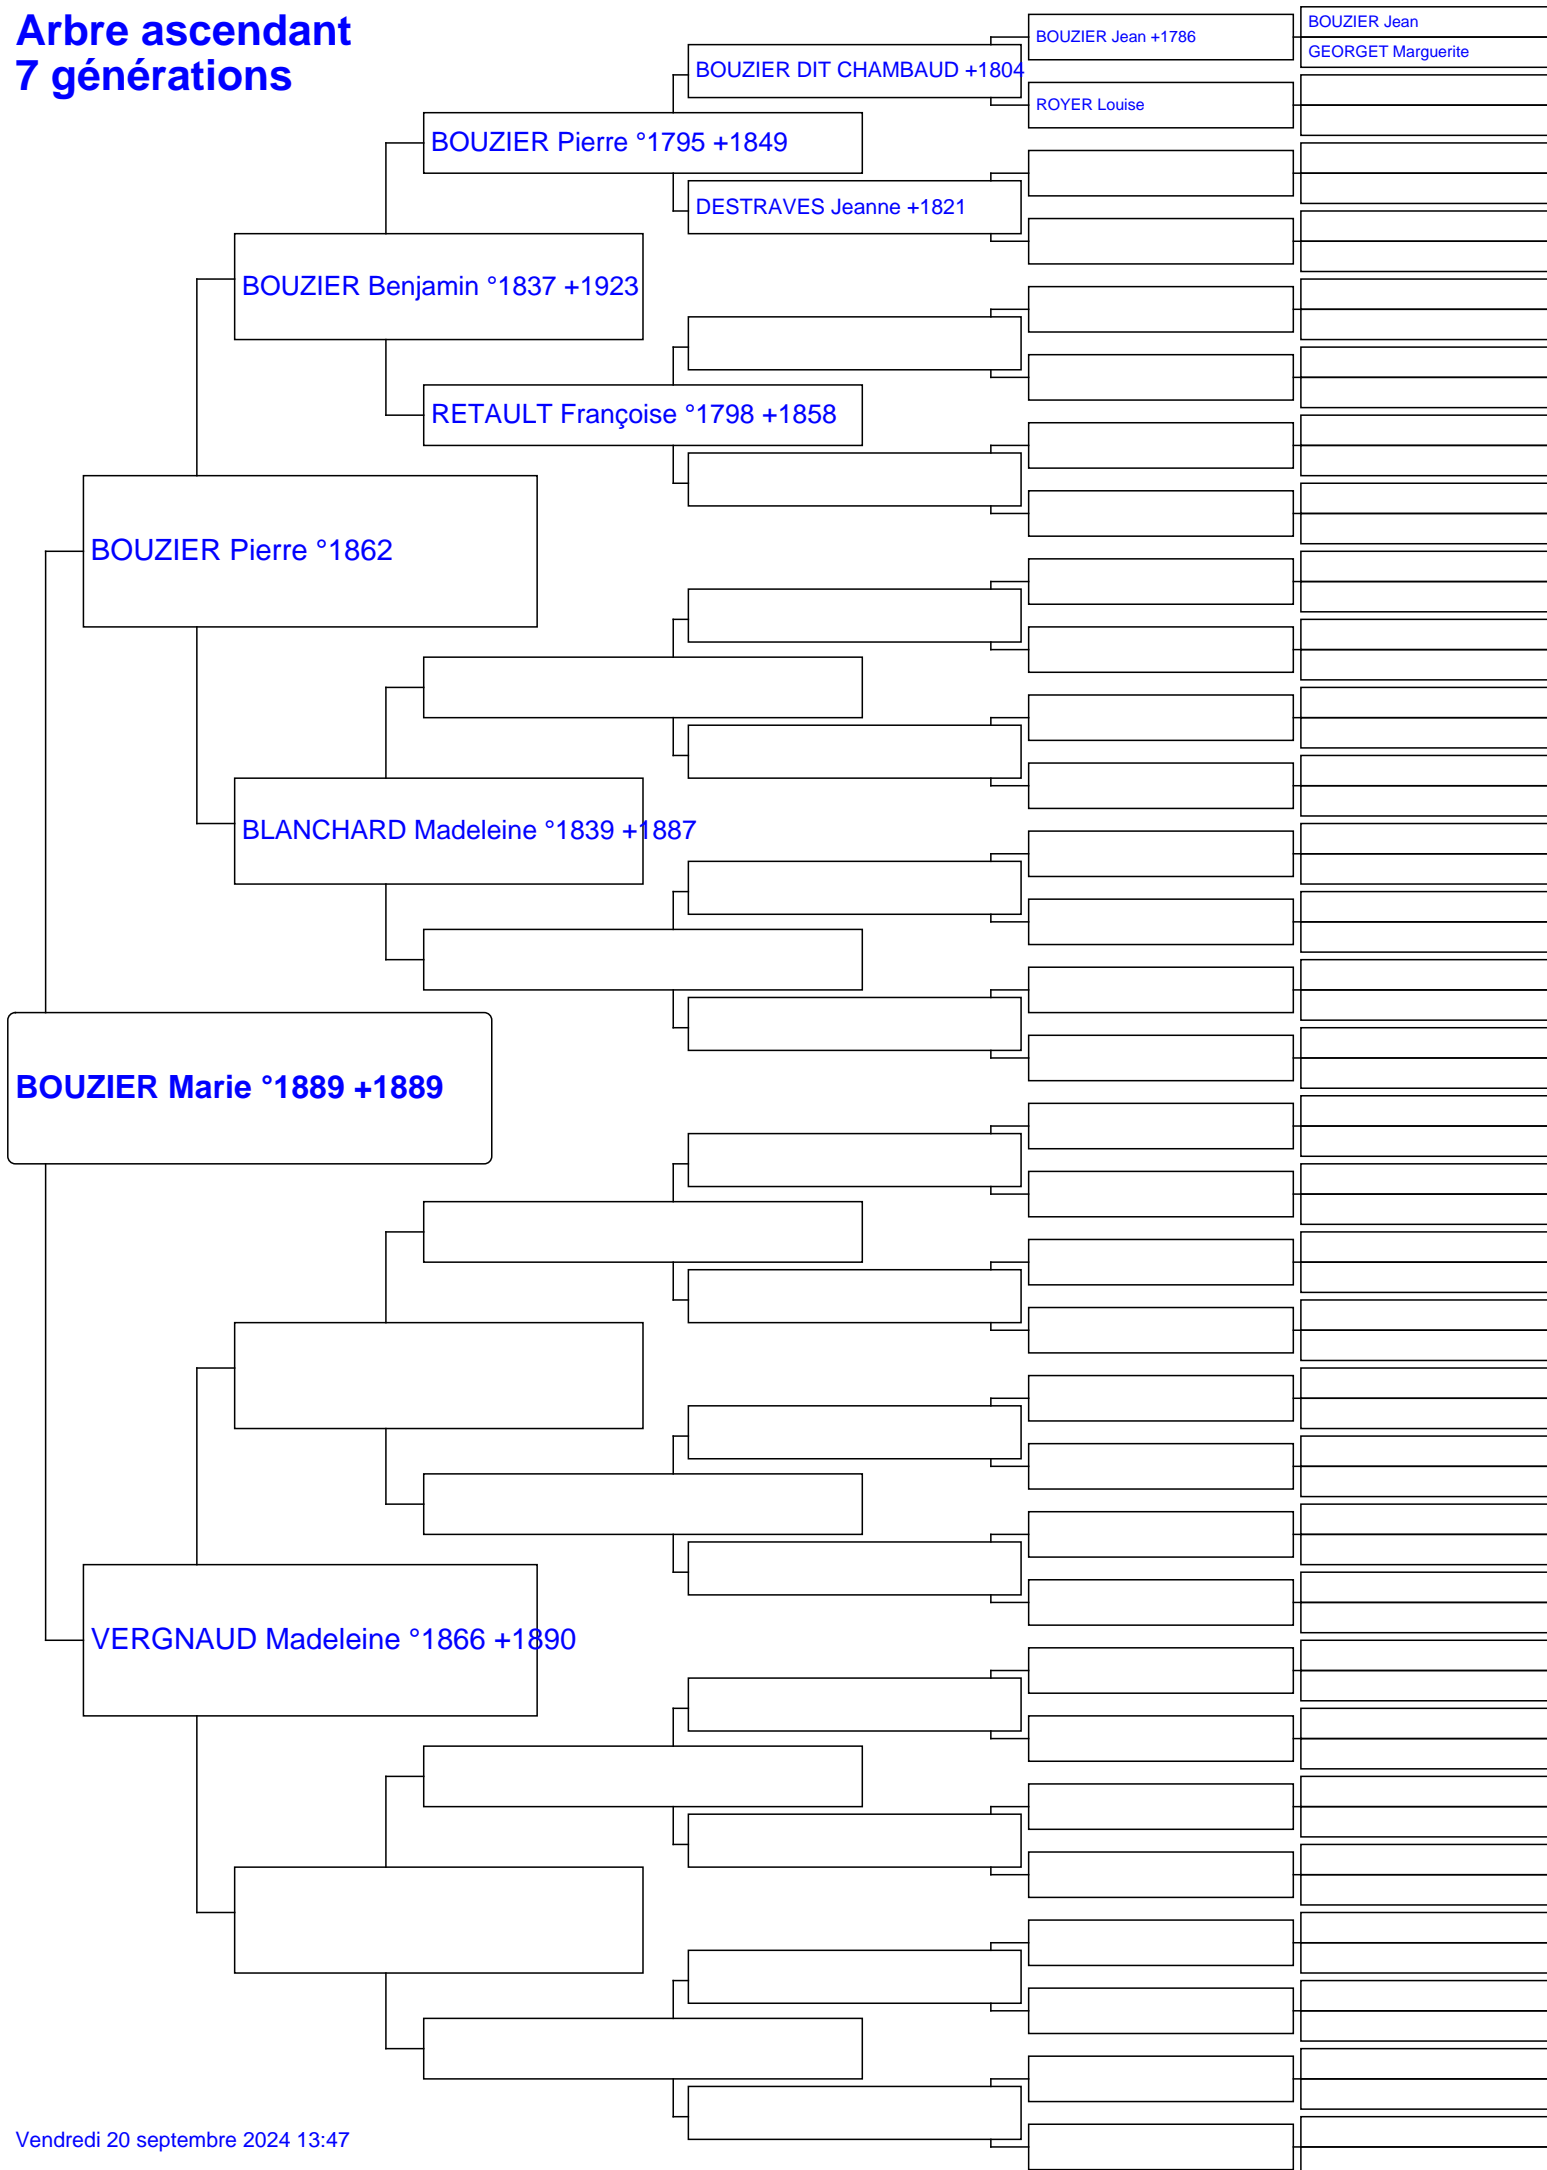 Arbre ascendant
7 générations
BOUZIER Jean
BOUZIER Jean +1786
GEORGET Marguerite
BOUZIER DIT CHAMBAUD +1804
ROYER Louise
BOUZIER Pierre °1795 +1849
DESTRAVES Jeanne +1821
BOUZIER Benjamin °1837 +1923
RETAULT Françoise °1798 +1858
BOUZIER Pierre °1862
BLANCHARD Madeleine °1839 +1887
BOUZIER Marie °1889 +1889
VERGNAUD Madeleine °1866 +1890
Vendredi 20 septembre 2024 13:47